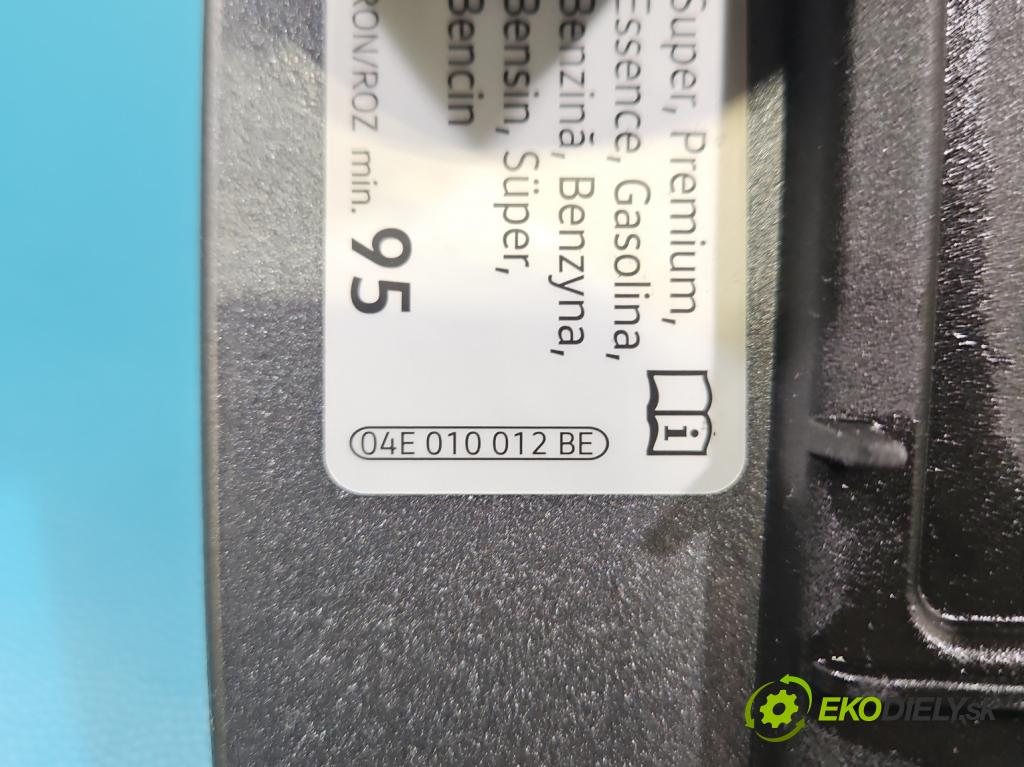 Super, Premium,
Essence, Gasolina,
Benzină, Benzyna,
Bensin, Süper,
Bencin
RON/ROZ min. 95
i
04E 010 012 BE
EKODIELY.SK